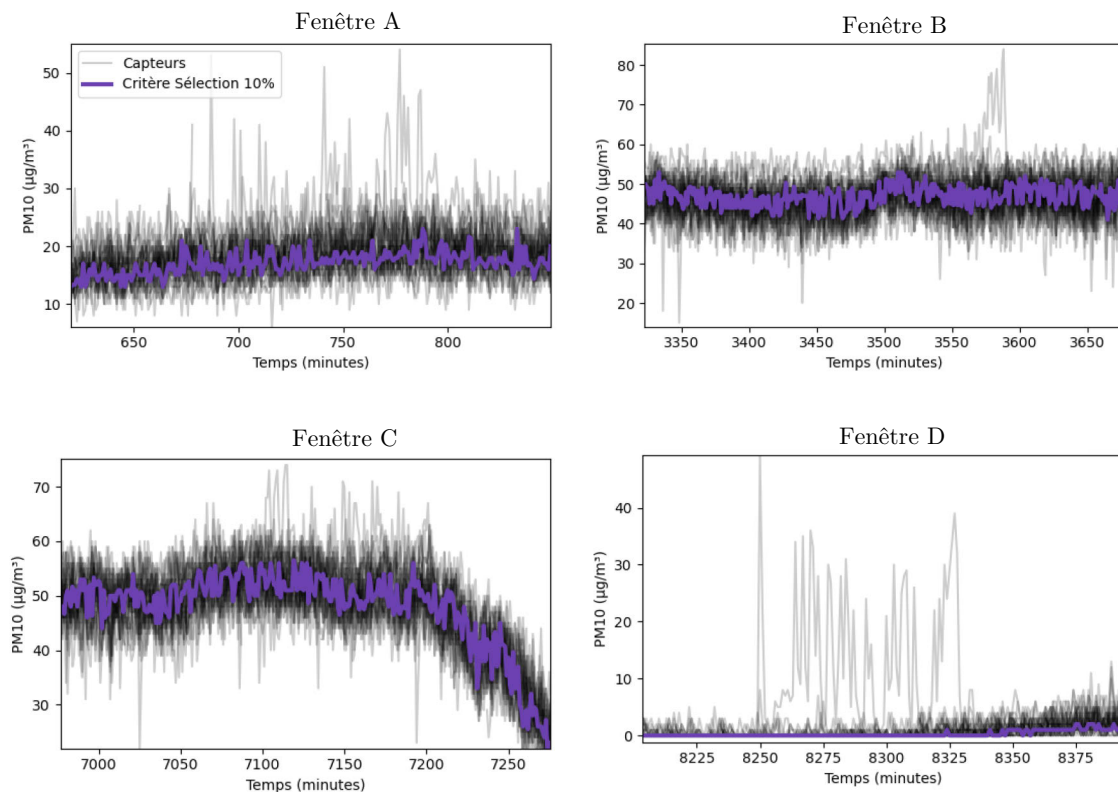 Fenêtre A
Capteurs
Critère Sélection 10%
PM10 (µg/m³)
50
40
30
20
10
650 700 750 800
Temps (minutes)
Fenêtre B
PM10 (µg/m³)
80
70
60
50
40
30
20
3350 3400 3450 3500 3550 3600 3650
Temps (minutes)
Fenêtre C
PM10 (µg/m³)
70
60
50
40
30
7000 7050 7100 7150 7200 7250
Temps (minutes)
Fenêtre D
PM10 (µg/m³)
40
30
20
10
0
8225 8250 8275 8300 8325 8350 8375
Temps (minutes)